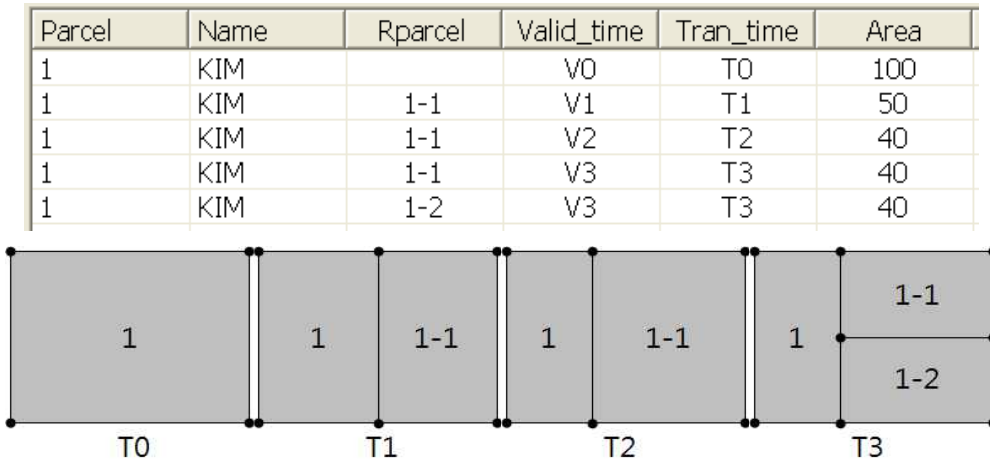 Parcel Name Rparcel Valid_time Tran_time Area
1 KIM V0 T0 100
1 KIM 1-1 V1 T1 50
1 KIM 1-1 V2 T2 40
1 KIM 1-1 V3 T3 40
1 KIM 1-2 V3 T3 40
1 1 1-1 1 1-1 1 1-1
1-2
T0 T1 T2 T3